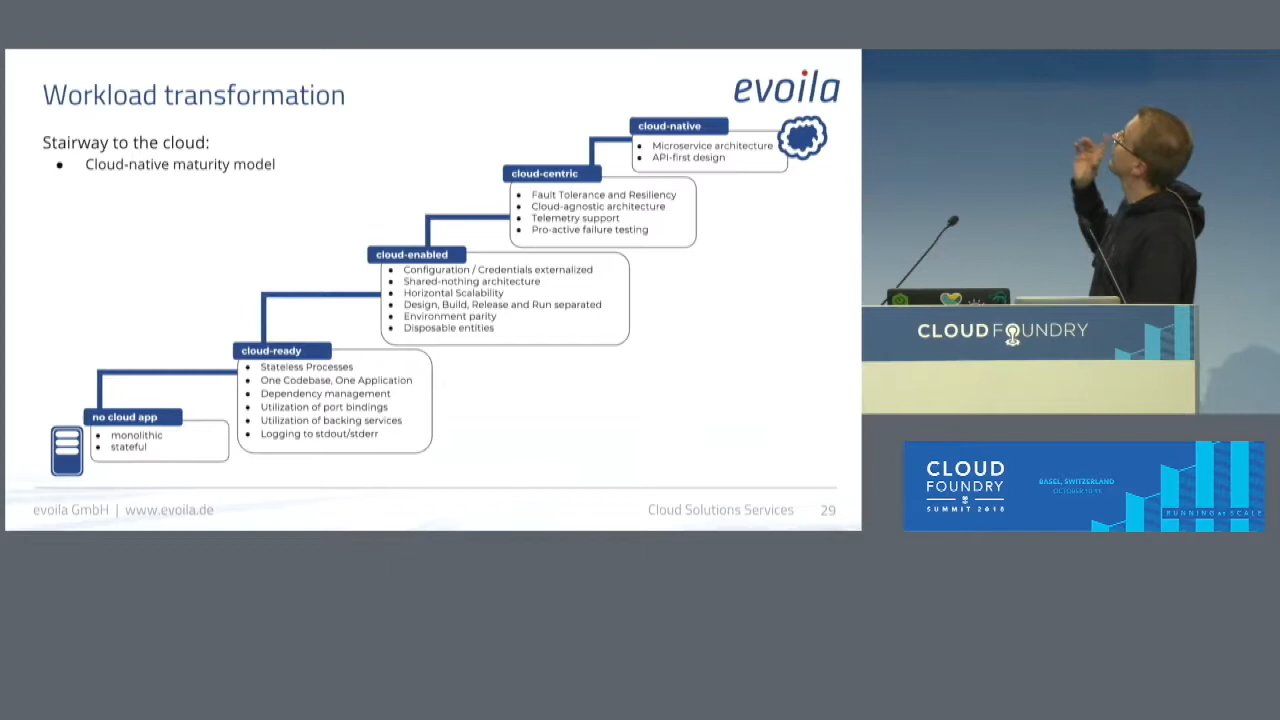 Workload transformation
evoila
Stairway to the cloud:
● Cloud-native maturity model
cloud-native
● Microservice architecture
● API-first design
cloud-centric
● Fault Tolerance and Resiliency
● Cloud-agnostic architecture
● Telemetry support
● Pro-active failure testing
cloud-enabled
● Configuration / Credentials externalized
● Shared-nothing architecture
● Horizontal Scalability
● Design, Build, Release and Run separated
● Environment parity
● Disposable entities
cloud-ready
● Stateless Processes
● One Codebase, One Application
● Dependency management
● Utilization of port bindings
● Utilization of backing services
● Logging to stdout/stderr
no cloud app
● monolithic
● stateful
evoila GmbH | www.evoila.de
Cloud Solutions Services 29
CLOUD FOUNDRY
CLOUD
FOUNDRY
SUMMIT 2018
BASEL, SWITZERLAND
RUNNING AT SCALE